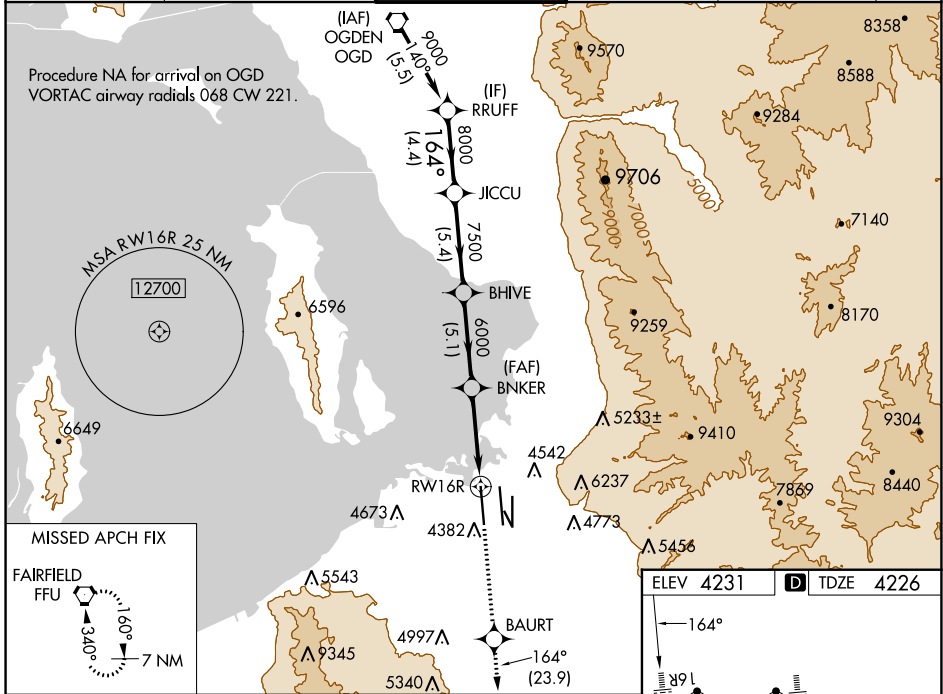 (IAF)
OGDEN
OGD
9000
140°
(5.5)
8358
9570
8588
Procedure NA for arrival on OGD
VORTAC airway radials 068 CW 221.
(IF)
RRUFF
9284
8000
164°
(4.4)
9706
5000
7000
9000
JICCU
7140
MSA RW16R 25 NM
12700
7500
(5.4)
BHIVE
6596
9259
8170
6000
(5.1)
(FAF)
BNKER
5233±
9410
9304
6649
4542
6237
8440
RW16R
7869
4673
4382
4773
5456
MISSED APCH FIX
FAIRFIELD
FFU
340°
160°
7 NM
5543
ELEV 4231
D
TDZE 4226
164°
BAURT
4997
9345
164°
(23.9)
5340
16R